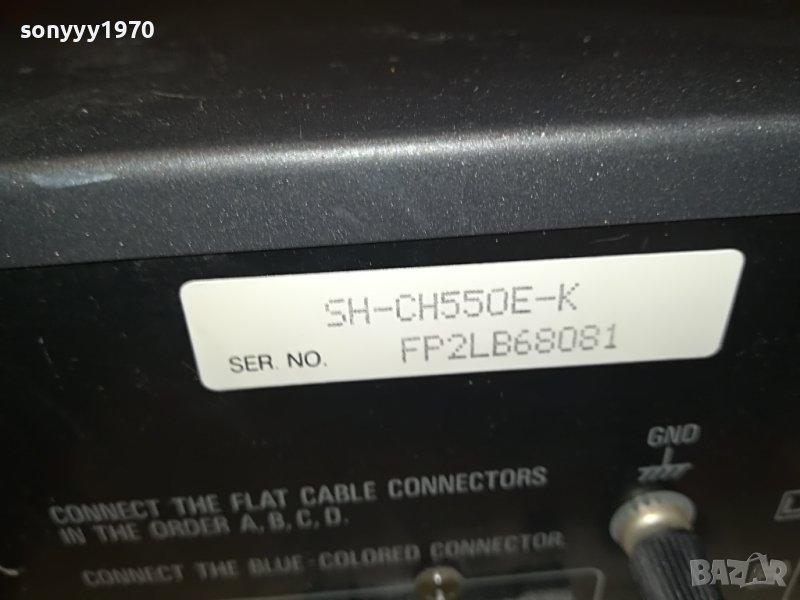 sonyyy1970
SH-CH550E-K
SER. NO. FP2LB68081
GND
CONNECT THE FLAT CABLE CONNECTORS
IN THE ORDER A, B, C, D.
CONNECT THE BLUE-COLORED CONNECTOR
BAZAR